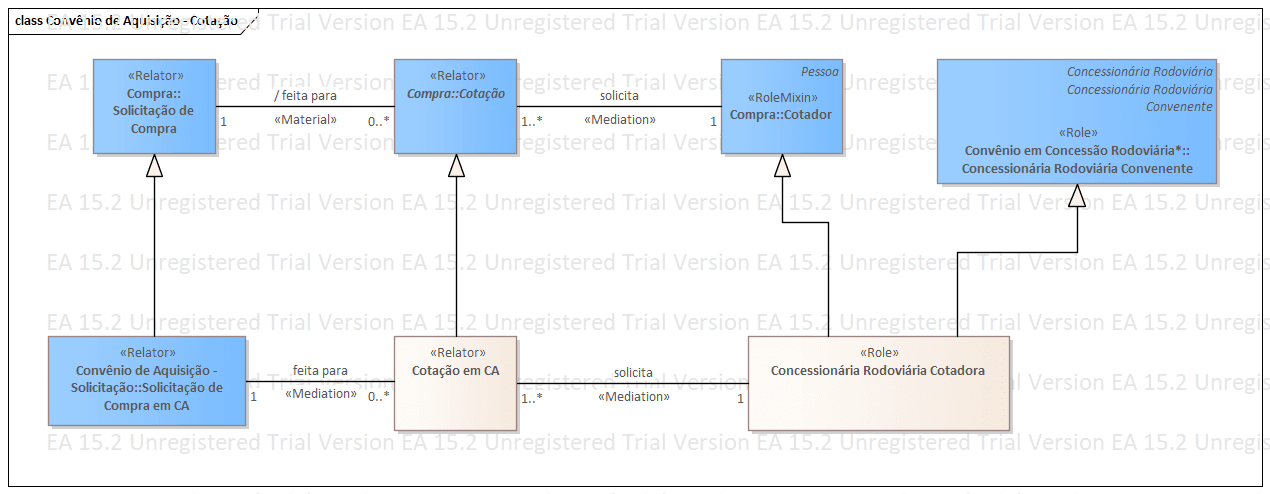 class Convênio de Aquisição - Cotação
«Relator»
Compra::
Solicitação de
Compra
/ feita para
«Material»
1
0..*
«Relator»
Compra::Cotação
solicita
«Mediation»
1..*
1
Pessoa
«RoleMixin»
Compra::Cotador
Concessionária Rodoviária
Concessionária Rodoviária
Convenente
«Role»
Convênio em Concessão Rodoviária*::
Concessionária Rodoviária Convenente
«Relator»
Convênio de Aquisição -
Solicitação::Solicitação de
Compra em CA
feita para
«Mediation»
1
0..*
«Relator»
Cotação em CA
solicita
«Mediation»
1..*
1
«Role»
Concessionária Rodoviária Cotadora
EA 15.2 Unregistered Trial Version EA 15.2 Unregistered Trial Version EA 15.2 Unregistered Trial Version EA 15.2 Unregis